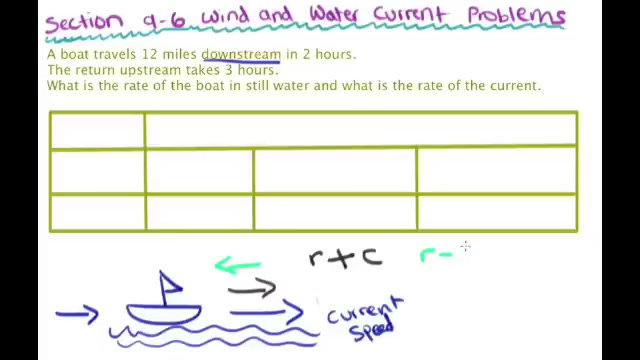 Section 9-6 Wind and Water Current Problems
A boat travels 12 miles downstream in 2 hours.
The return upstream takes 3 hours.
What is the rate of the boat in still water and what is the rate of the current.
r+c r-
current
speed